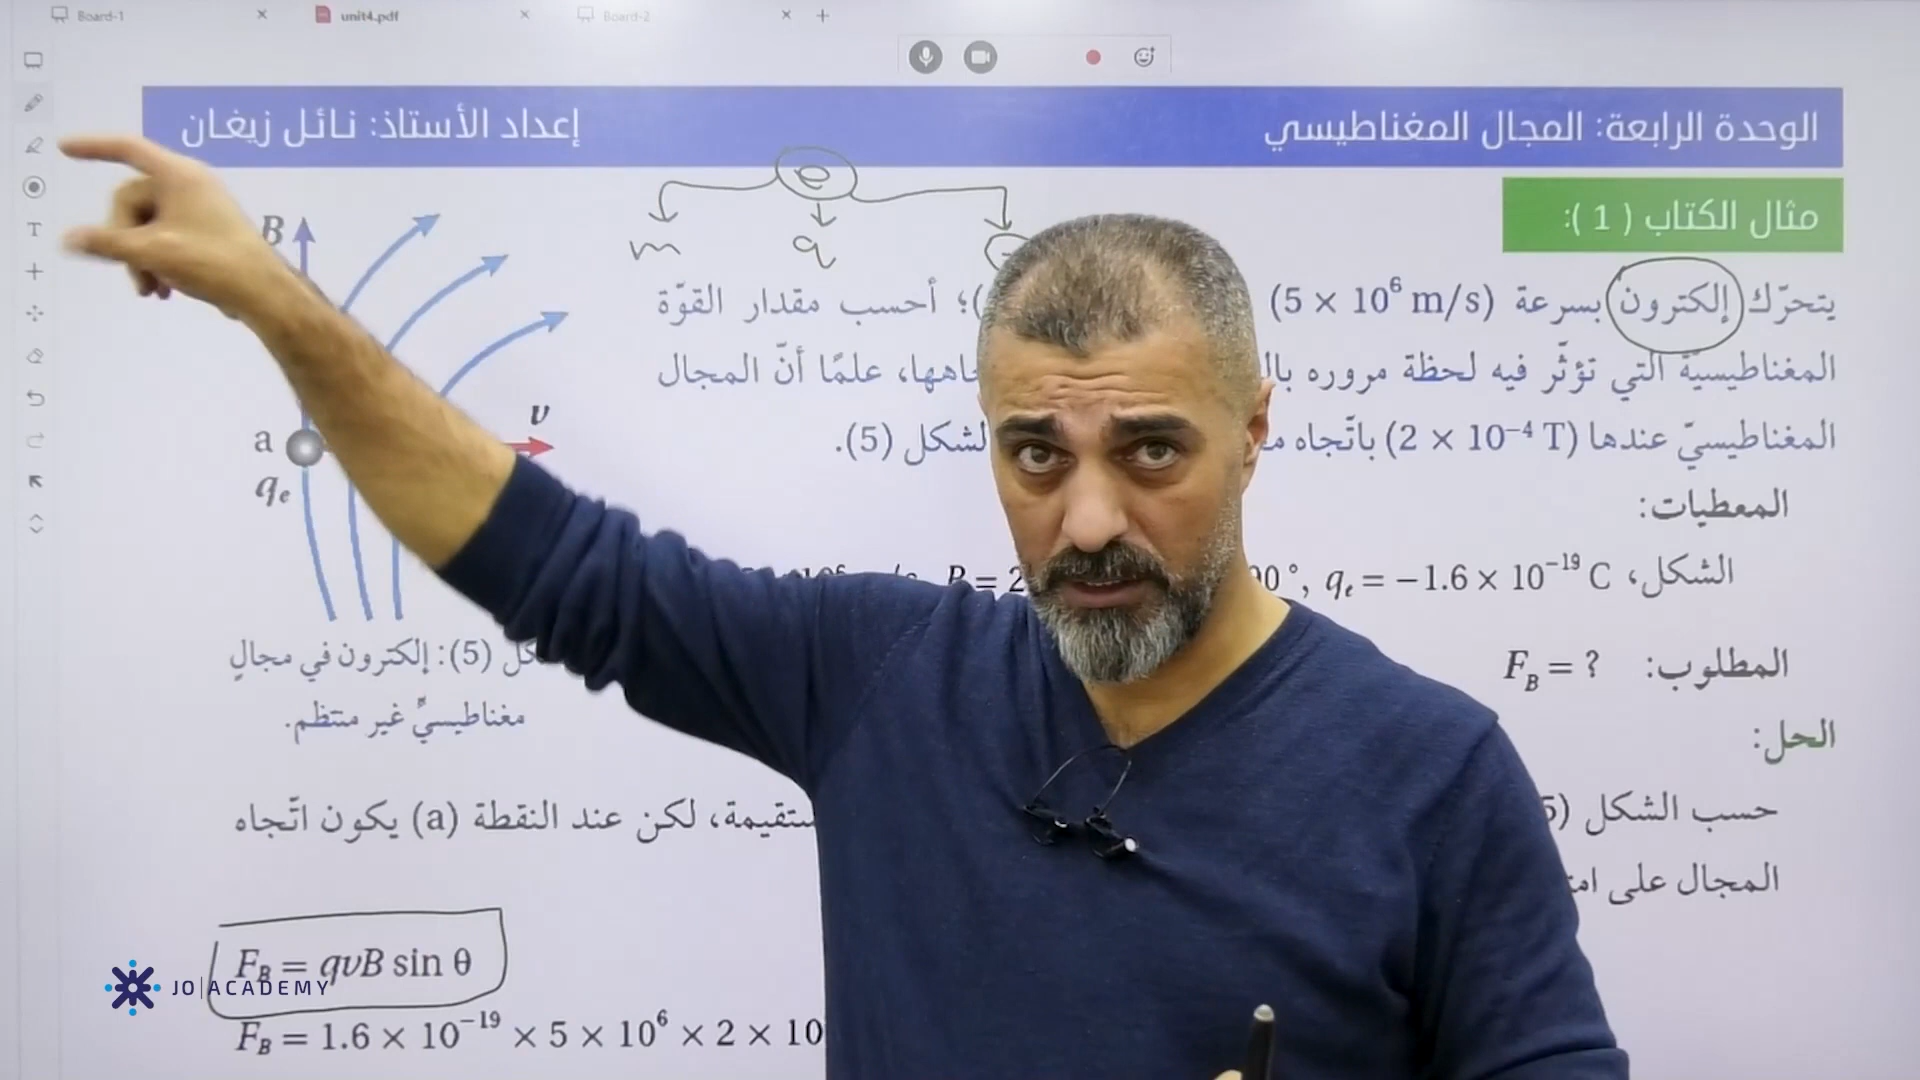 Board-1
unit4.pdf
Board-2
الوحدة الرابعة: المجال المغناطيسي
إعداد الأستاذ: نائل زيغان
مثال الكتاب ( 1 ):
e
m q
يتحرّك إلكترون بسرعة (5 × 10⁶ m/s) )؛ أحسب مقدار القوّة
المغناطيسيّة التي تؤثّر فيه لحظة مروره علمًا أنّ المجال
المغناطيسيّ عندها (2 × 10⁻⁴ T) باتّجاه الشكل (5).
B
v
a
qₑ
المعطيات:
الشكل، qₑ = −1.6 × 10⁻¹⁹ C
المطلوب: F_B = ?
(5): إلكترون في مجالٍ
مغناطيسيٍّ غير منتظم.
الحل:
حسب الشكل لكن عند النقطة (a) يكون اتّجاه
المجال على
F_B = qvB sin θ
JO|ACADEMY
F_B = 1.6 × 10⁻¹⁹ × 5 × 10⁶ × 2 × 10